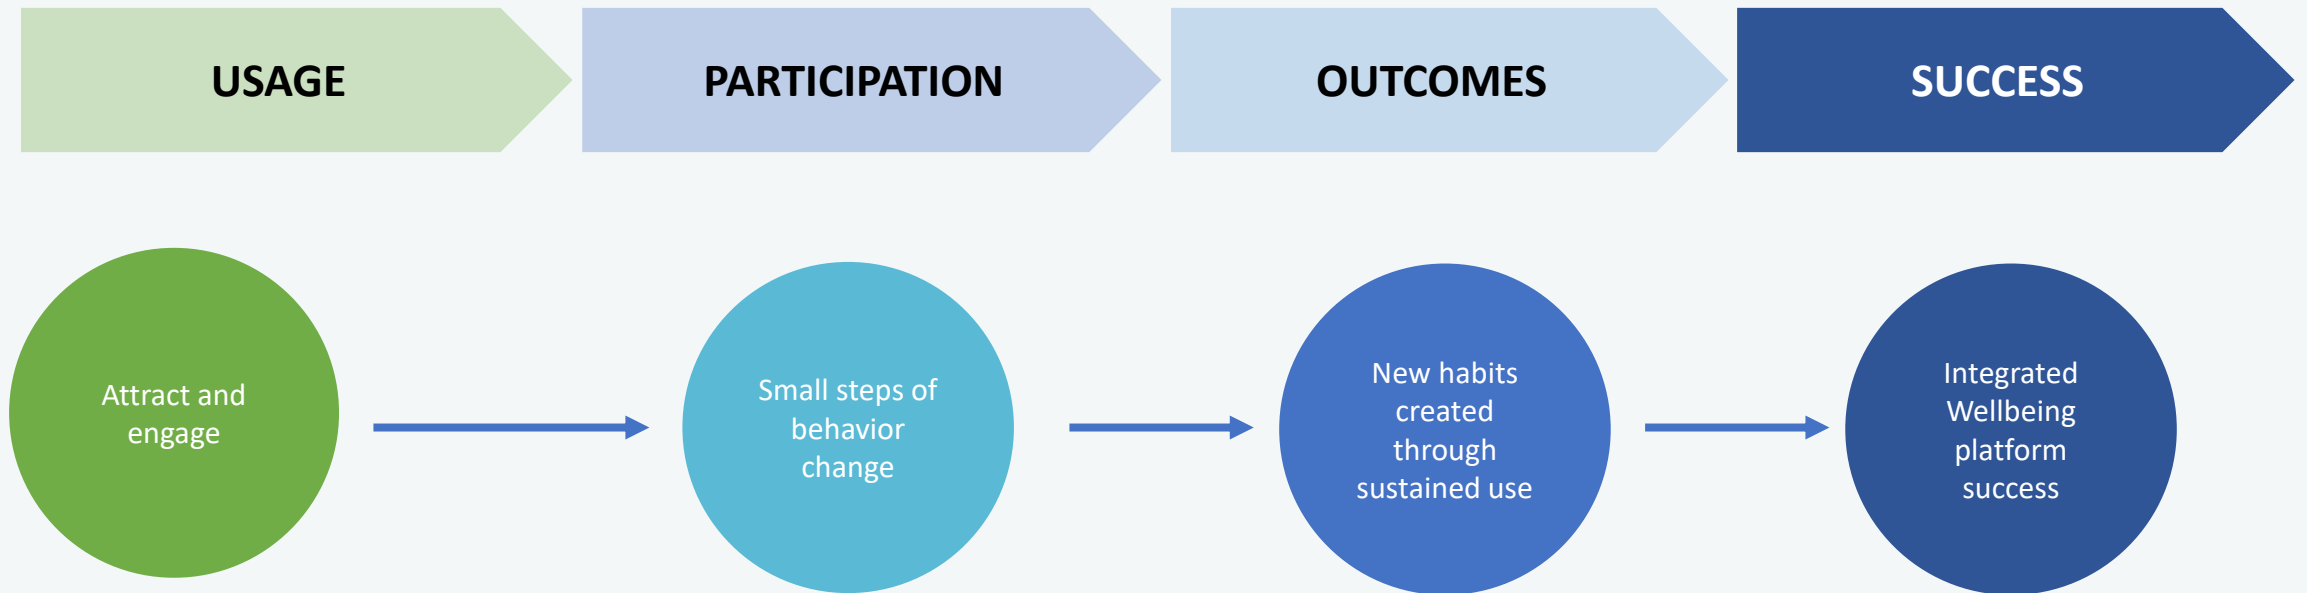 USAGE
PARTICIPATION
OUTCOMES
SUCCESS
Attract and
engage
Small steps of
behavior
change
New habits
created
through
sustained use
Integrated
Wellbeing
platform
success